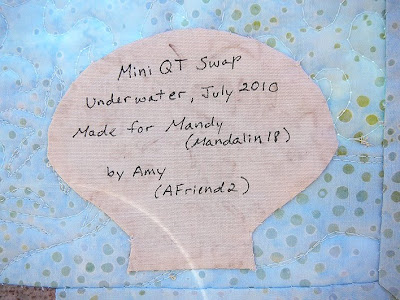 Mini QT Swap
Underwater, July 2010
Made for Mandy
(Mandalin18)
by Amy
(AFriend2)